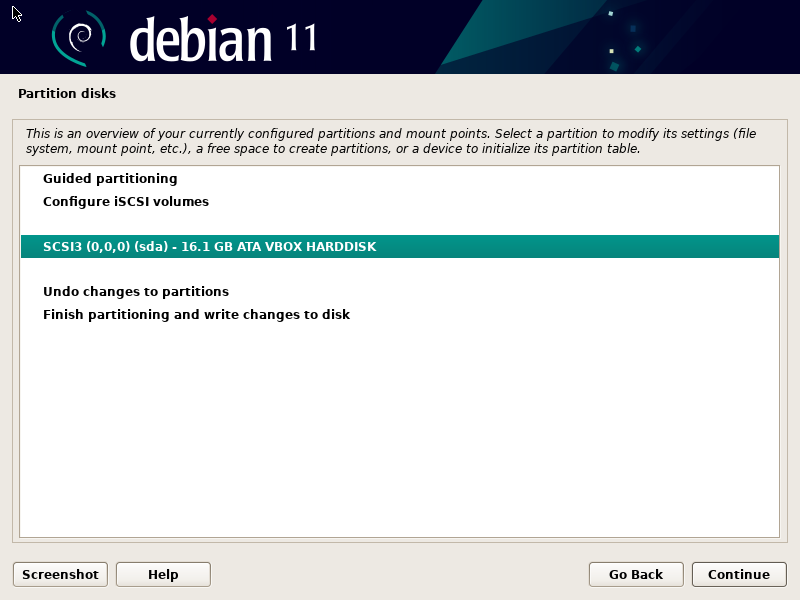 debian 11
Partition disks
This is an overview of your currently configured partitions and mount points. Select a partition to modify its settings (file
system, mount point, etc.), a free space to create partitions, or a device to initialize its partition table.
Guided partitioning
Configure iSCSI volumes
SCSI3 (0,0,0) (sda) - 16.1 GB ATA VBOX HARDDISK
Undo changes to partitions
Finish partitioning and write changes to disk
Screenshot
Help
Go Back
Continue